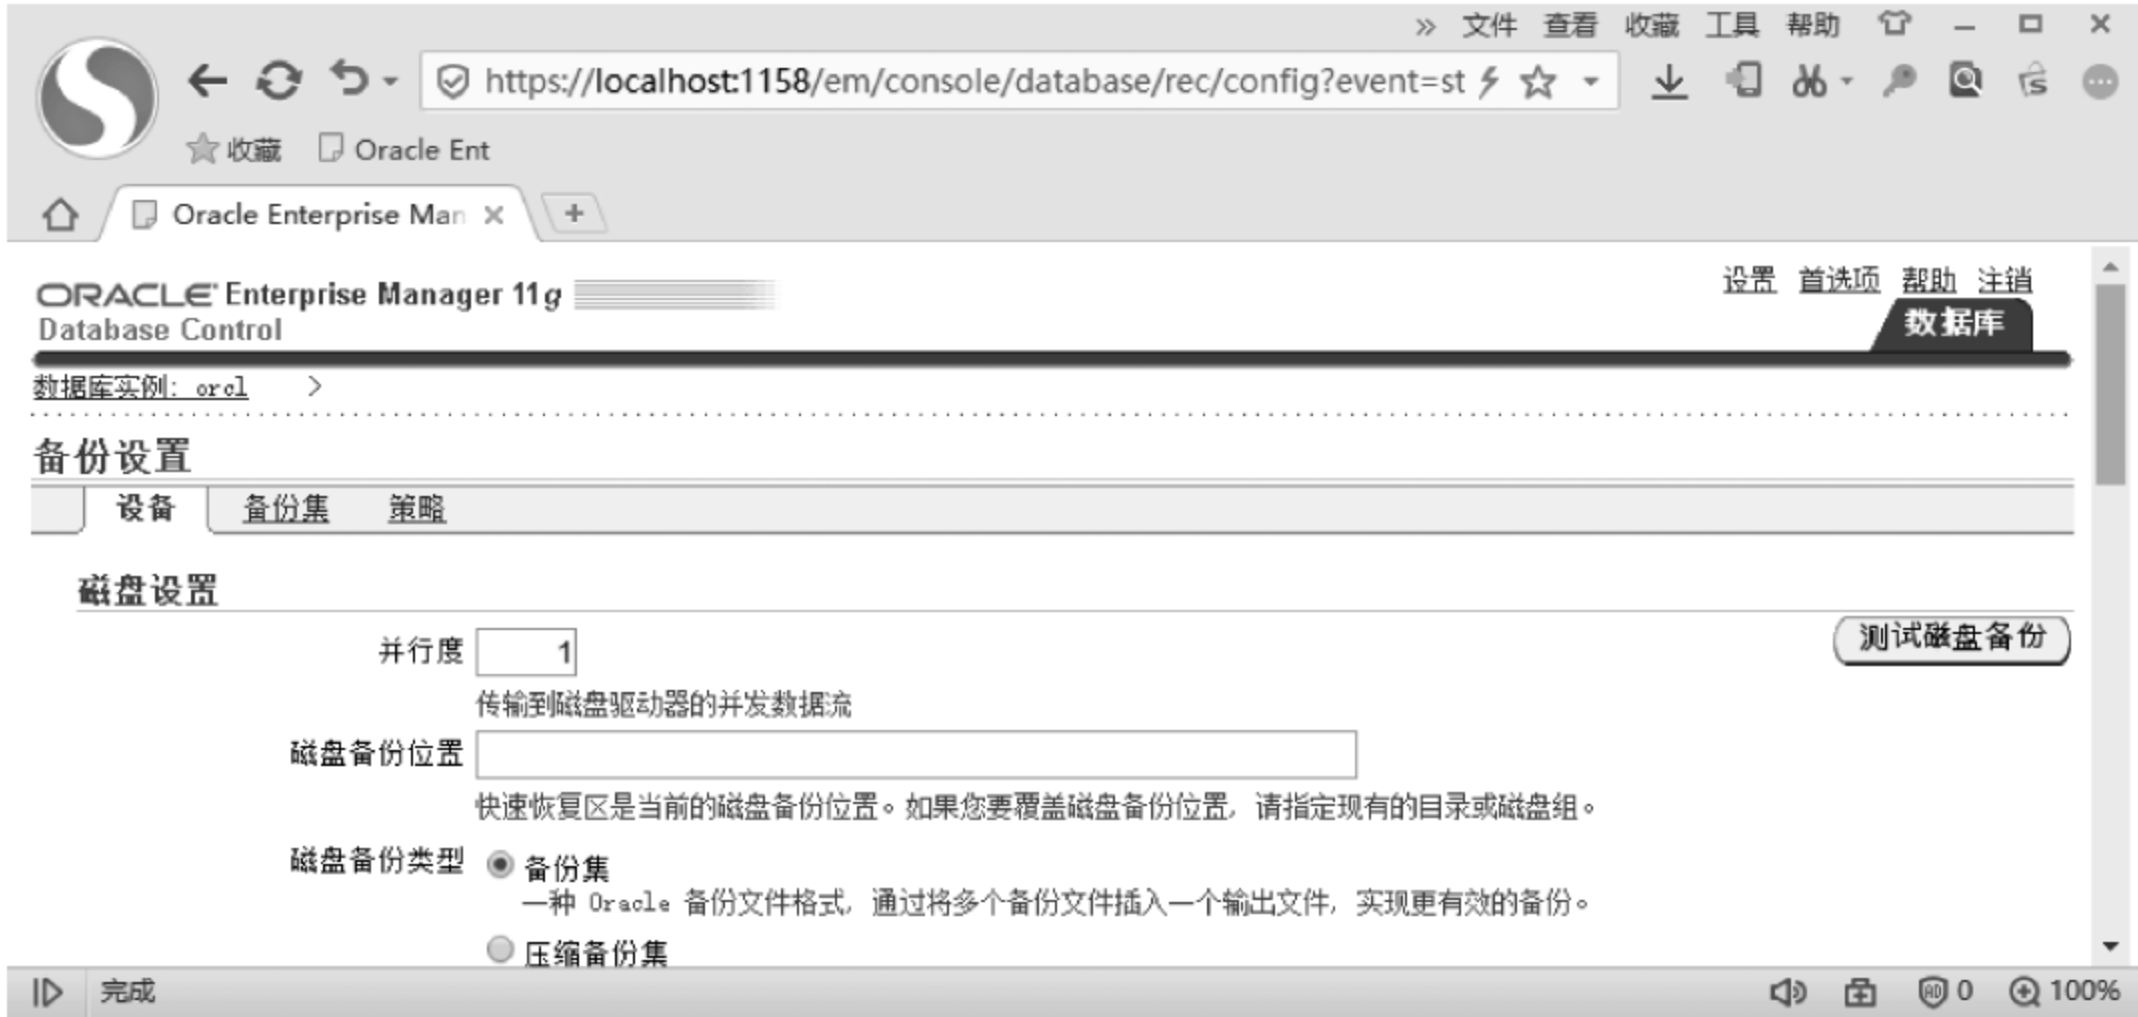 » 文件 查看 收藏 工具 帮助
https://localhost:1158/em/console/database/rec/config?event=st
收藏 Oracle Ent
Oracle Enterprise Man
设置 首选项 帮助 注销
ORACLE Enterprise Manager 11g
Database Control
数据库
数据库实例: orcl >
备份设置
设备 备份集 策略
磁盘设置
并行度 1 测试磁盘备份
传输到磁盘驱动器的并发数据流
磁盘备份位置
快速恢复区是当前的磁盘备份位置。如果您要覆盖磁盘备份位置, 请指定现有的目录或磁盘组。
磁盘备份类型 备份集
一种 Oracle 备份文件格式, 通过将多个备份文件插入一个输出文件, 实现更有效的备份。
压缩备份集
完成 AD 0 100%